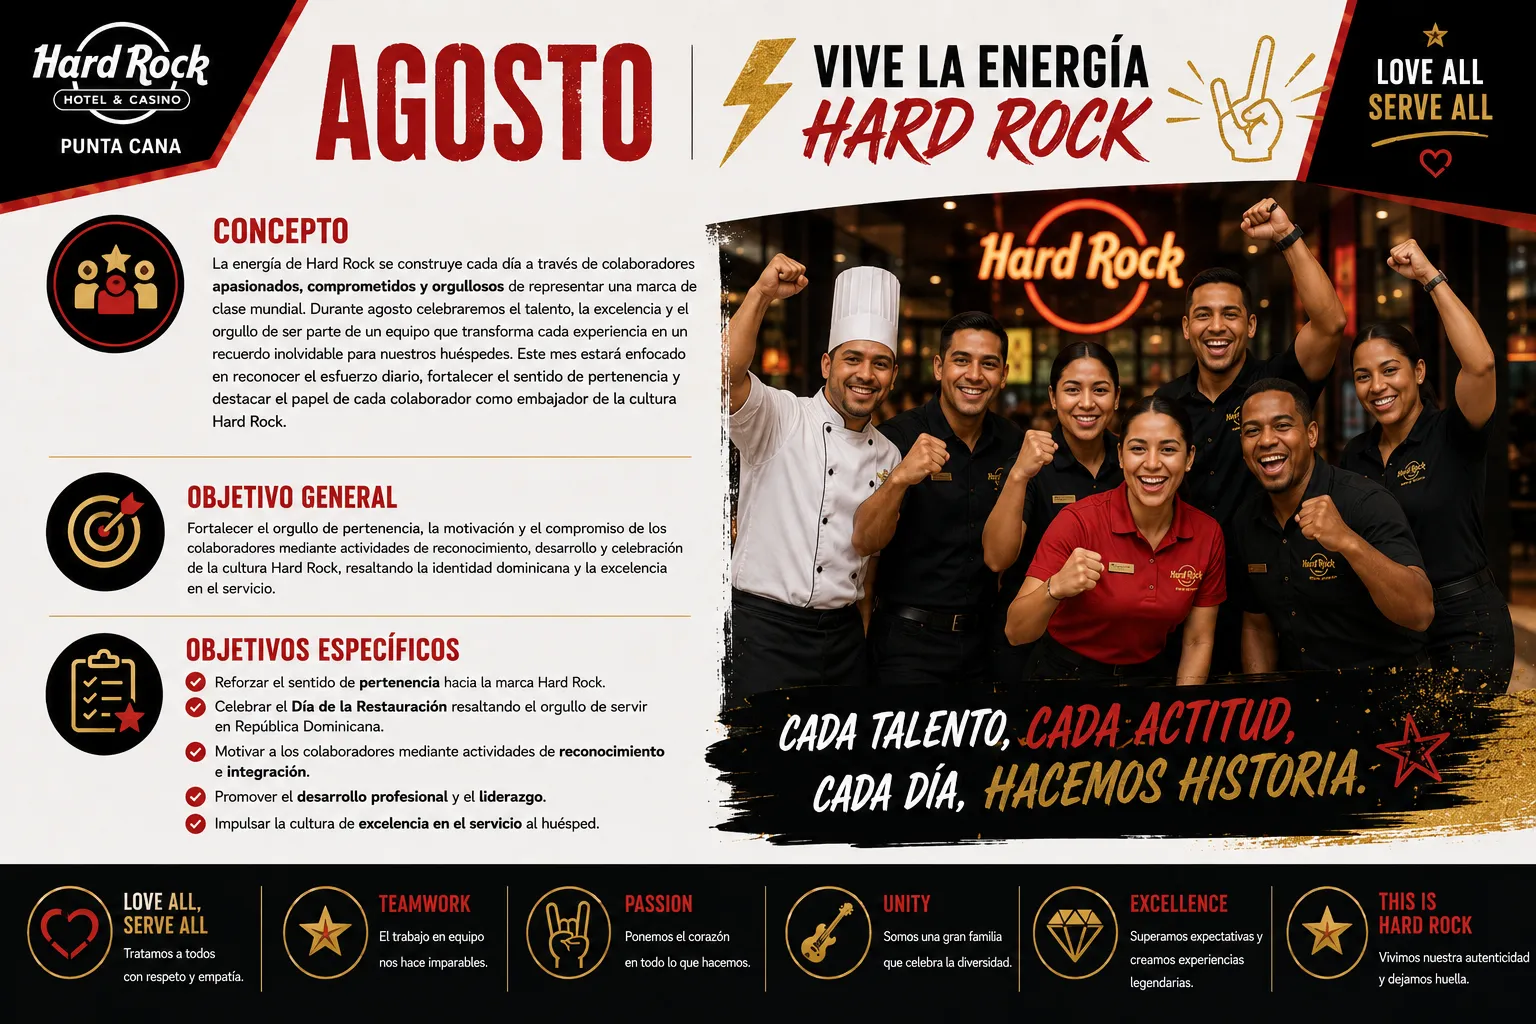 Hard Rock
HOTEL & CASINO
PUNTA CANA
AGOSTO
VIVE LA ENERGÍA
HARD ROCK
LOVE ALL
SERVE ALL
CONCEPTO
La energía de Hard Rock se construye cada día a través de colaboradores
apasionados, comprometidos y orgullosos de representar una marca de
clase mundial. Durante agosto celebraremos el talento, la excelencia y el
orgullo de ser parte de un equipo que transforma cada experiencia en un
recuerdo inolvidable para nuestros huéspedes. Este mes estará enfocado
en reconocer el esfuerzo diario, fortalecer el sentido de pertenencia y
destacar el papel de cada colaborador como embajador de la cultura
Hard Rock.
OBJETIVO GENERAL
Fortalecer el orgullo de pertenencia, la motivación y el compromiso de los
colaboradores mediante actividades de reconocimiento, desarrollo y celebración
de la cultura Hard Rock, resaltando la identidad dominicana y la excelencia
en el servicio.
OBJETIVOS ESPECÍFICOS
Reforzar el sentido de pertenencia hacia la marca Hard Rock.
Celebrar el Día de la Restauración resaltando el orgullo de servir
en República Dominicana.
Motivar a los colaboradores mediante actividades de reconocimiento
e integración.
Promover el desarrollo profesional y el liderazgo.
Impulsar la cultura de excelencia en el servicio al huésped.
Hard Rock
Hard Rock
Hard Rock
Hard Rock
CADA TALENTO, CADA ACTITUD,
CADA DÍA, HACEMOS HISTORIA.
LOVE ALL,
SERVE ALL
Tratamos a todos
con respeto y empatía.
TEAMWORK
El trabajo en equipo
nos hace imparables.
PASSION
Ponemos el corazón
en todo lo que hacemos.
UNITY
Somos una gran familia
que celebra la diversidad.
EXCELLENCE
Superamos expectativas y
creamos experiencias
legendarias.
THIS IS
HARD ROCK
Vivimos nuestra autenticidad
y dejamos huella.